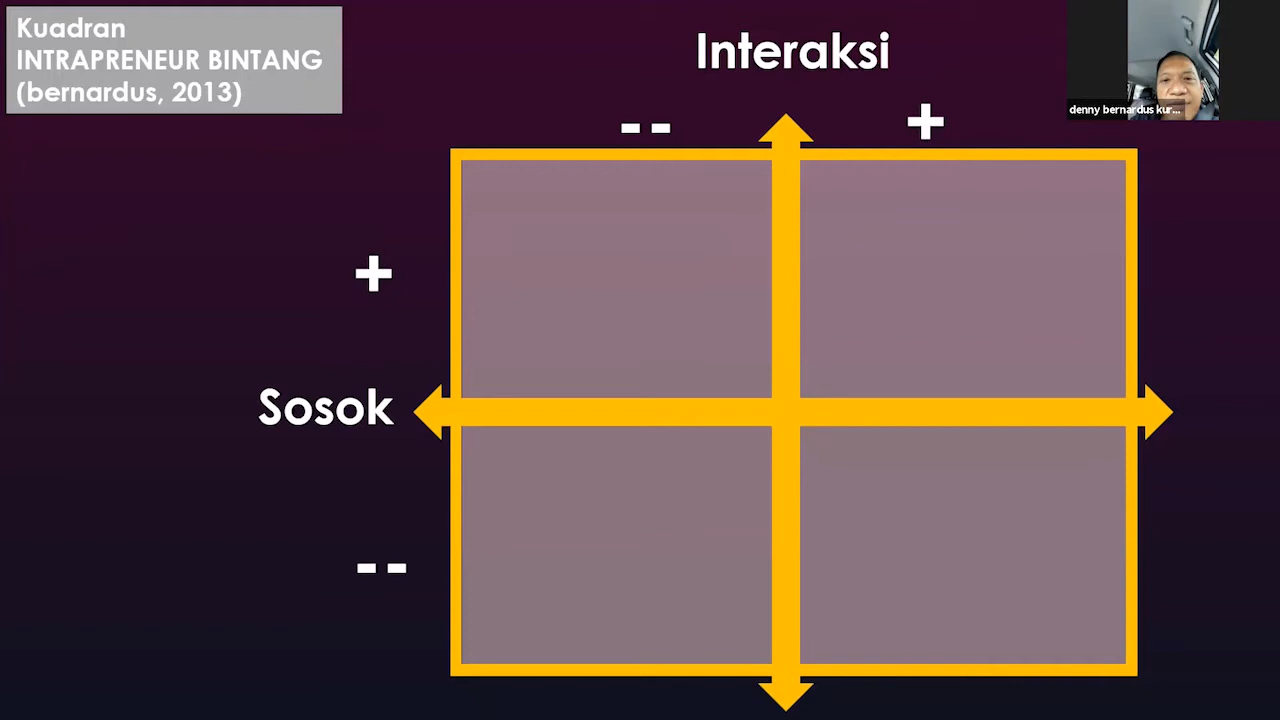 Kuadran
INTRAPRENEUR BINTANG
(bernardus, 2013)
Interaksi
denny bernardus kur...
-- +
+
Sosok
--